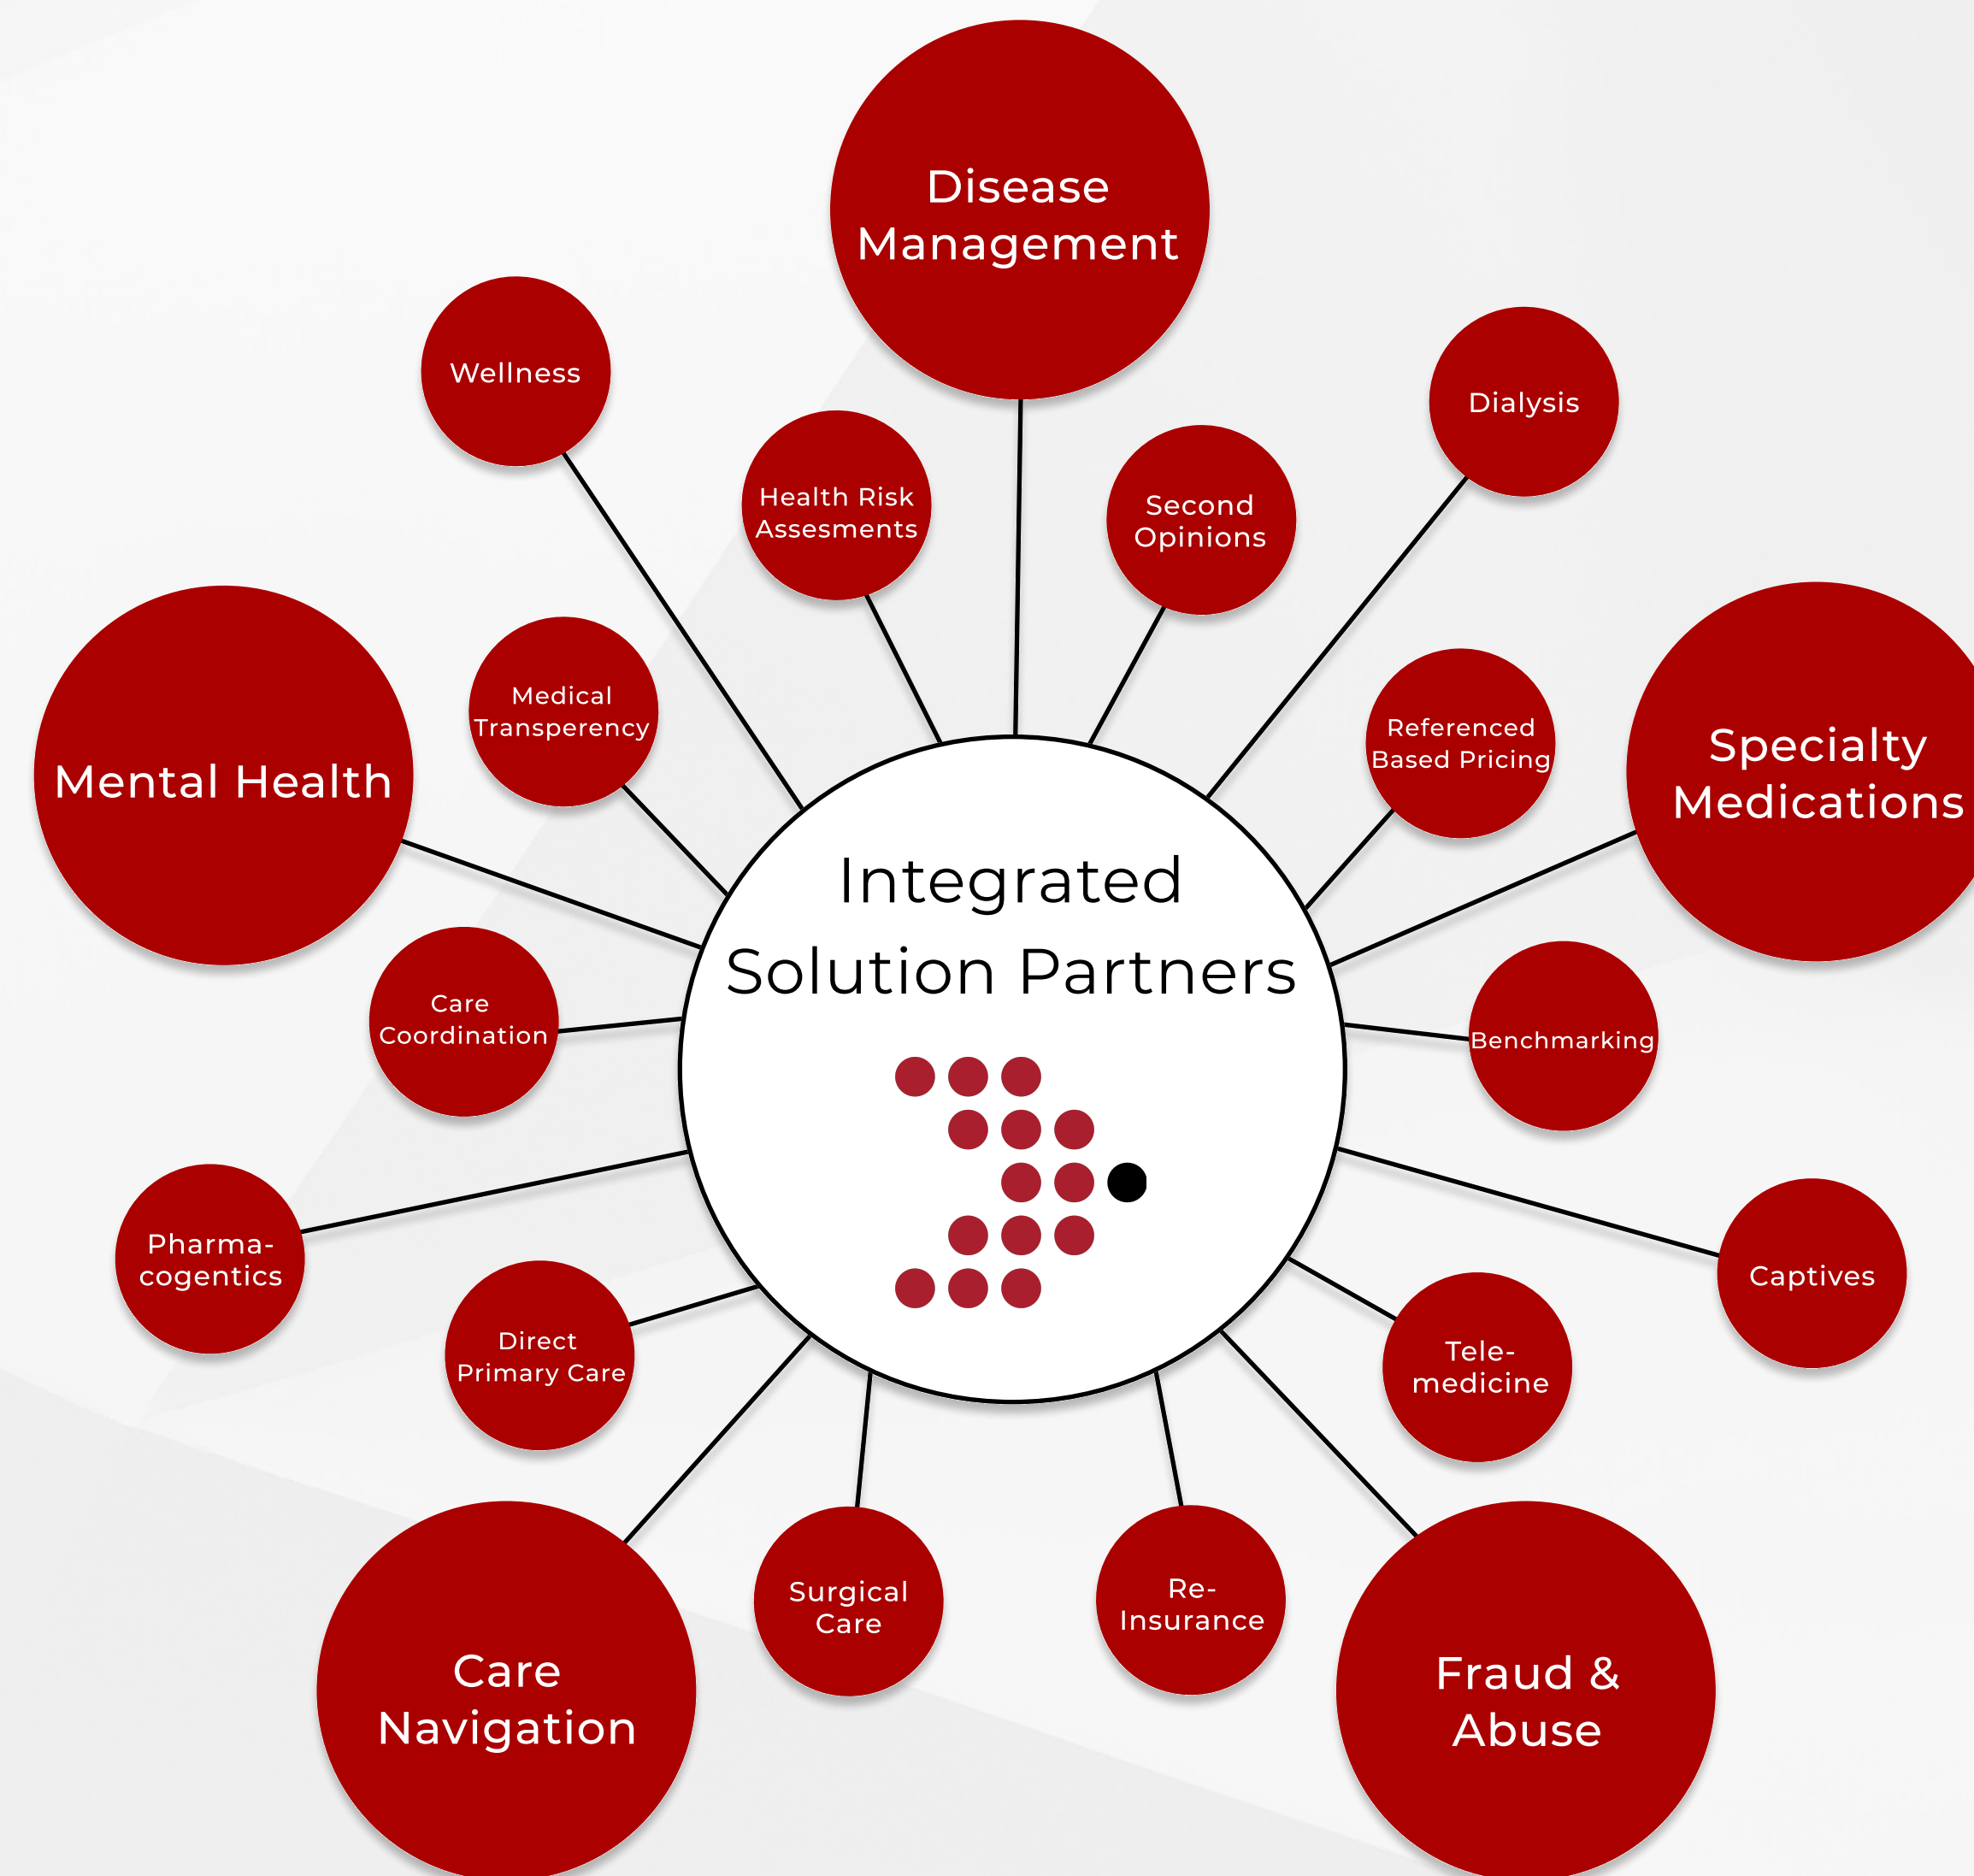 Disease
Management
Wellness
Dialysis
Health Risk
Assesments
Second
Opinions
Medical
Transperency
Referenced
Based Pricing
Mental Health
Specialty
Medications
Integrated
Solution Partners
Care
Coordination
Benchmarking
Pharma-
cogentics
Captives
Direct
Primary Care
Tele-
medicine
Surgical
Care
Re-
Insurance
Care
Navigation
Fraud &
Abuse